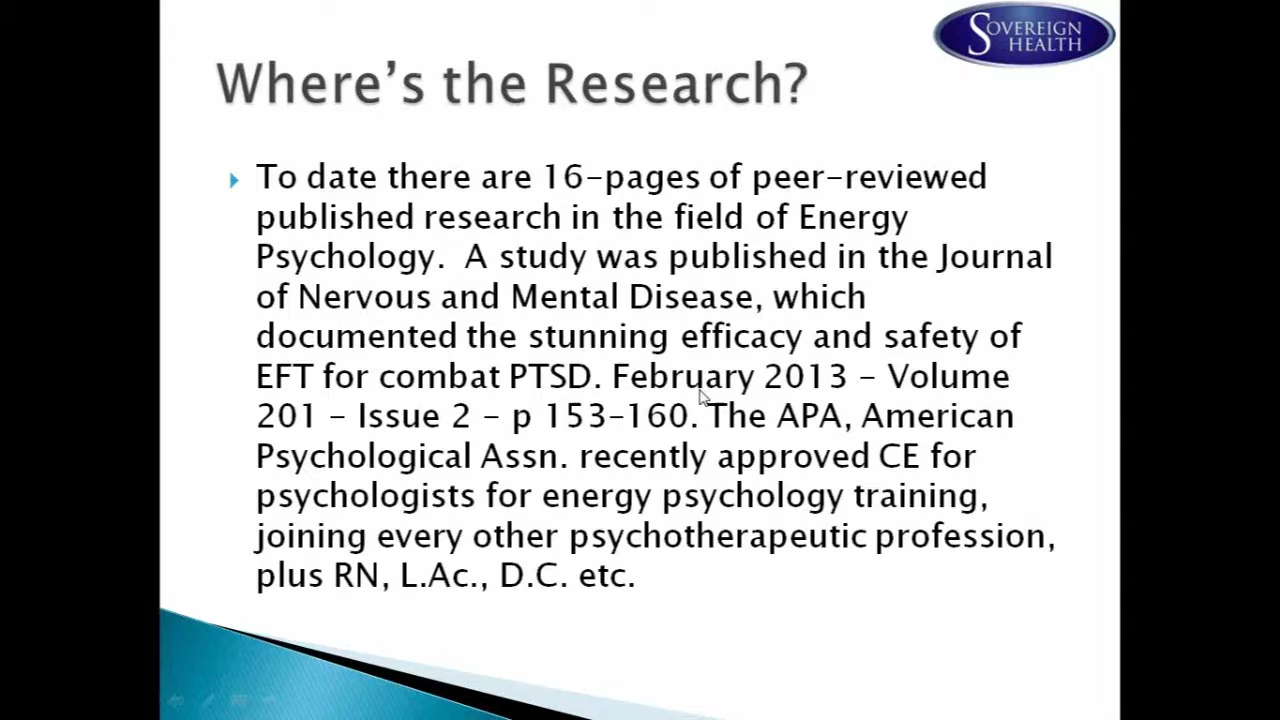 SOVEREIGN
HEALTH
Where's the Research?
To date there are 16-pages of peer-reviewed
published research in the field of Energy
Psychology.  A study was published in the Journal
of Nervous and Mental Disease, which
documented the stunning efficacy and safety of
EFT for combat PTSD. February 2013 - Volume
201 - Issue 2 - p 153-160. The APA, American
Psychological Assn. recently approved CE for
psychologists for energy psychology training,
joining every other psychotherapeutic profession,
plus RN, L.Ac., D.C. etc.